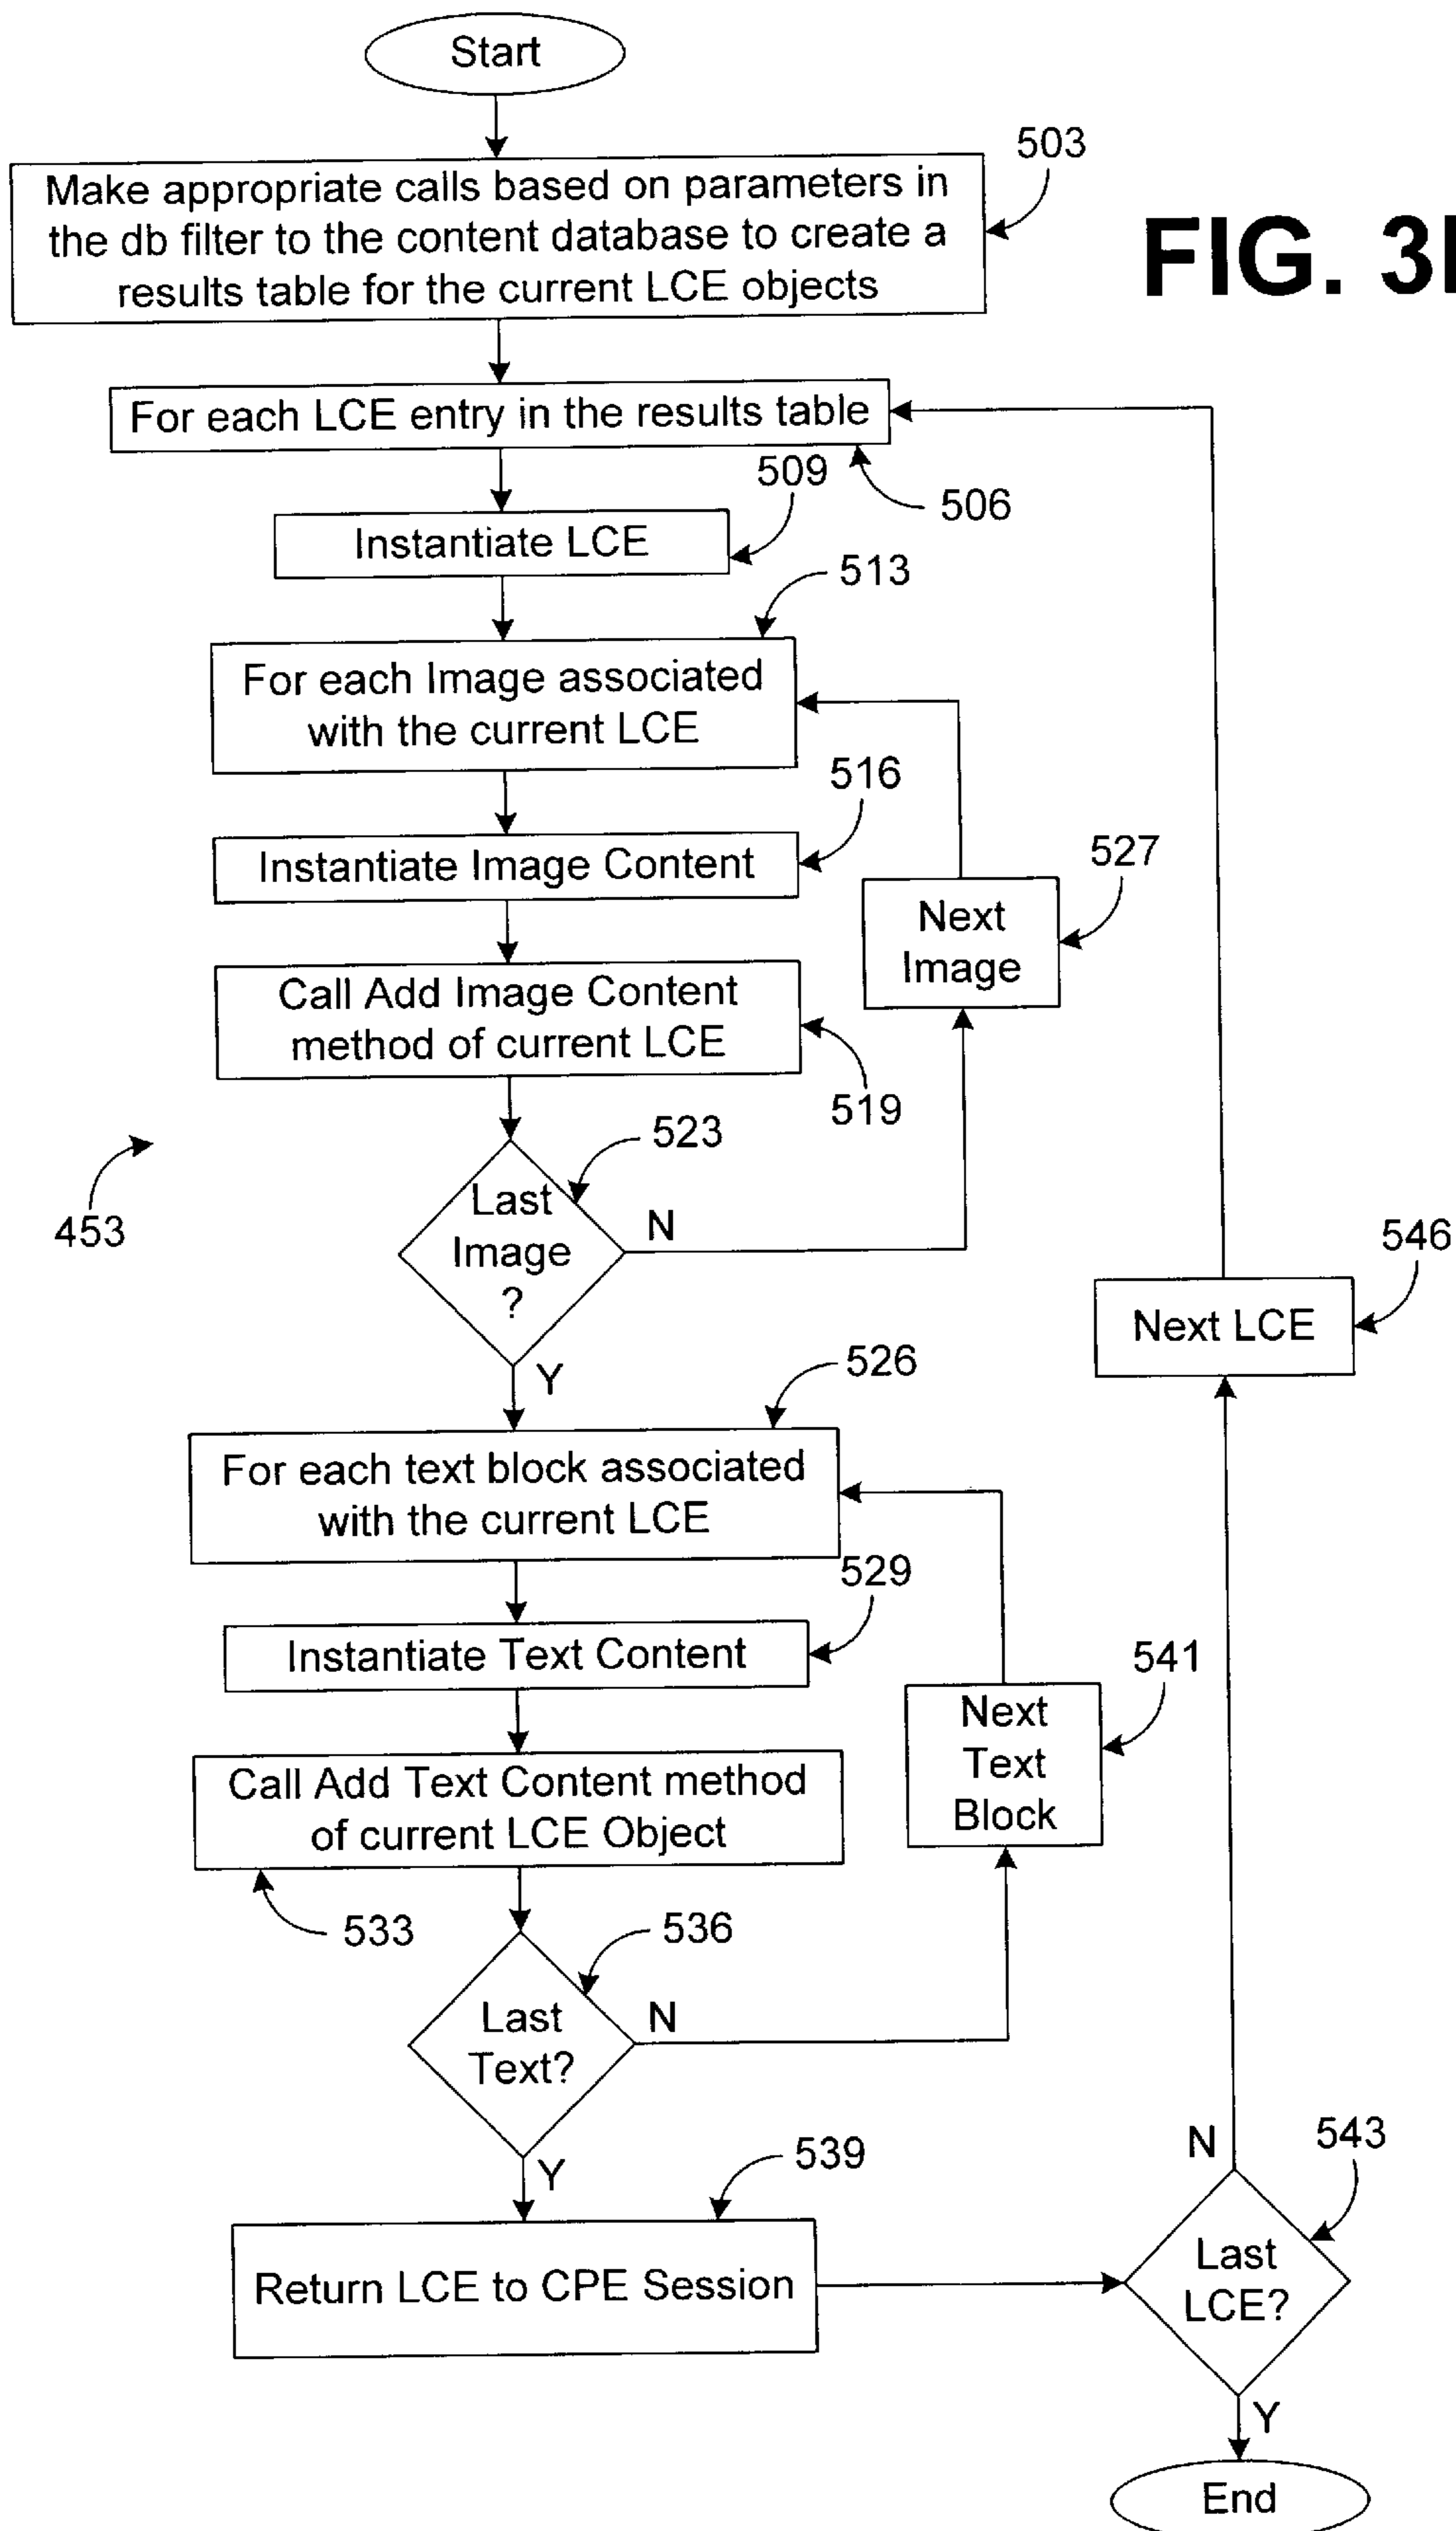 Start
503
Make appropriate calls based on parameters in
the db filter to the content database to create a
results table for the current LCE objects
FIG. 3
For each LCE entry in the results table
509
506
Instantiate LCE
513
For each Image associated
with the current LCE
516
Instantiate Image Content
527
Next
Image
Call Add Image Content
method of current LCE
519
523
453
Last
Image
?
N
Y
546
Next LCE
526
For each text block associated
with the current LCE
529
Instantiate Text Content
541
Next
Text
Block
Call Add Text Content method
of current LCE Object
533
536
Last
Text?
N
Y
539
Return LCE to CPE Session
N
543
Last
LCE?
Y
End